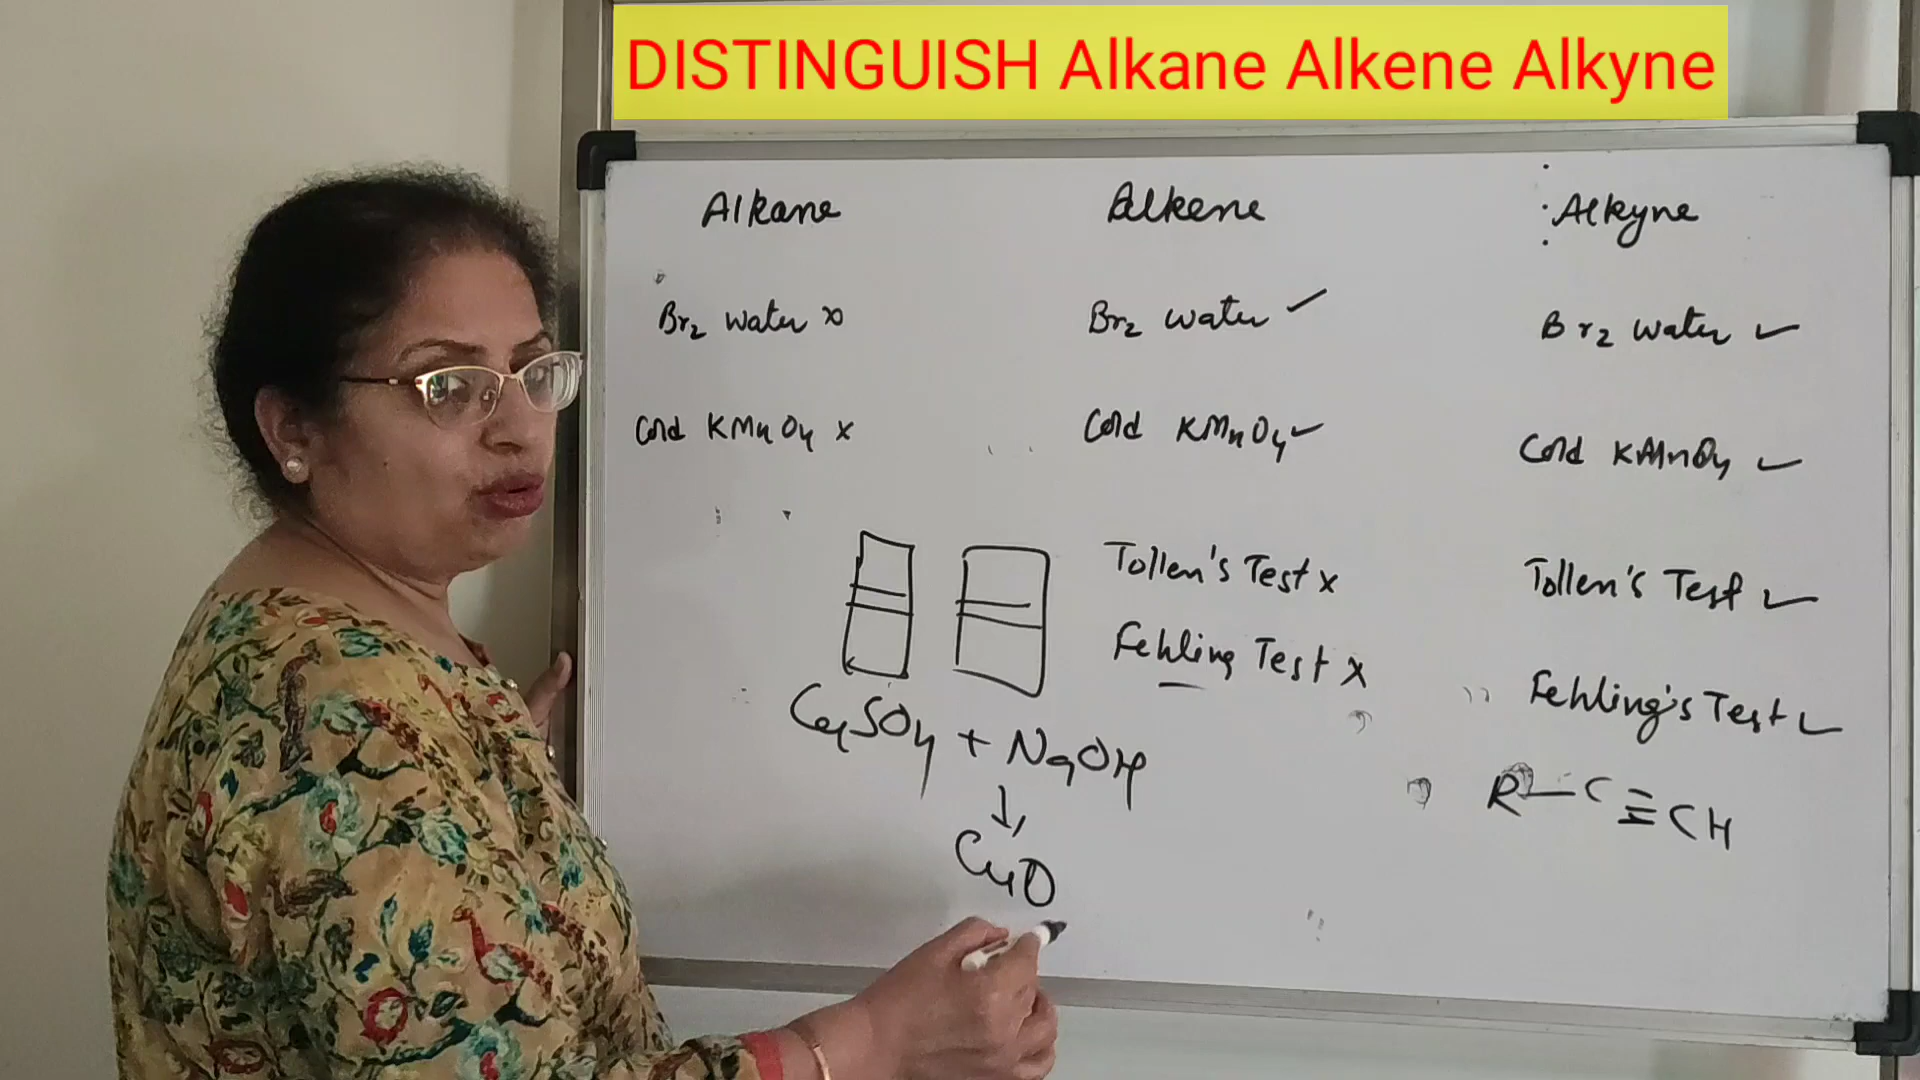 DISTINGUISH Alkane Alkene Alkyne
Alkane Alkene Alkyne
Br2 water x Br2 water ✓ Br2 water ✓
Cold KMnO4 x Cold KMnO4 ✓ Cold KMnO4 ✓
Tollen's Test x Tollen's Test ✓
Fehling Test x Fehling's Test ✓
CuSO4 + NaOH
↓
CuO
R-C≡CH